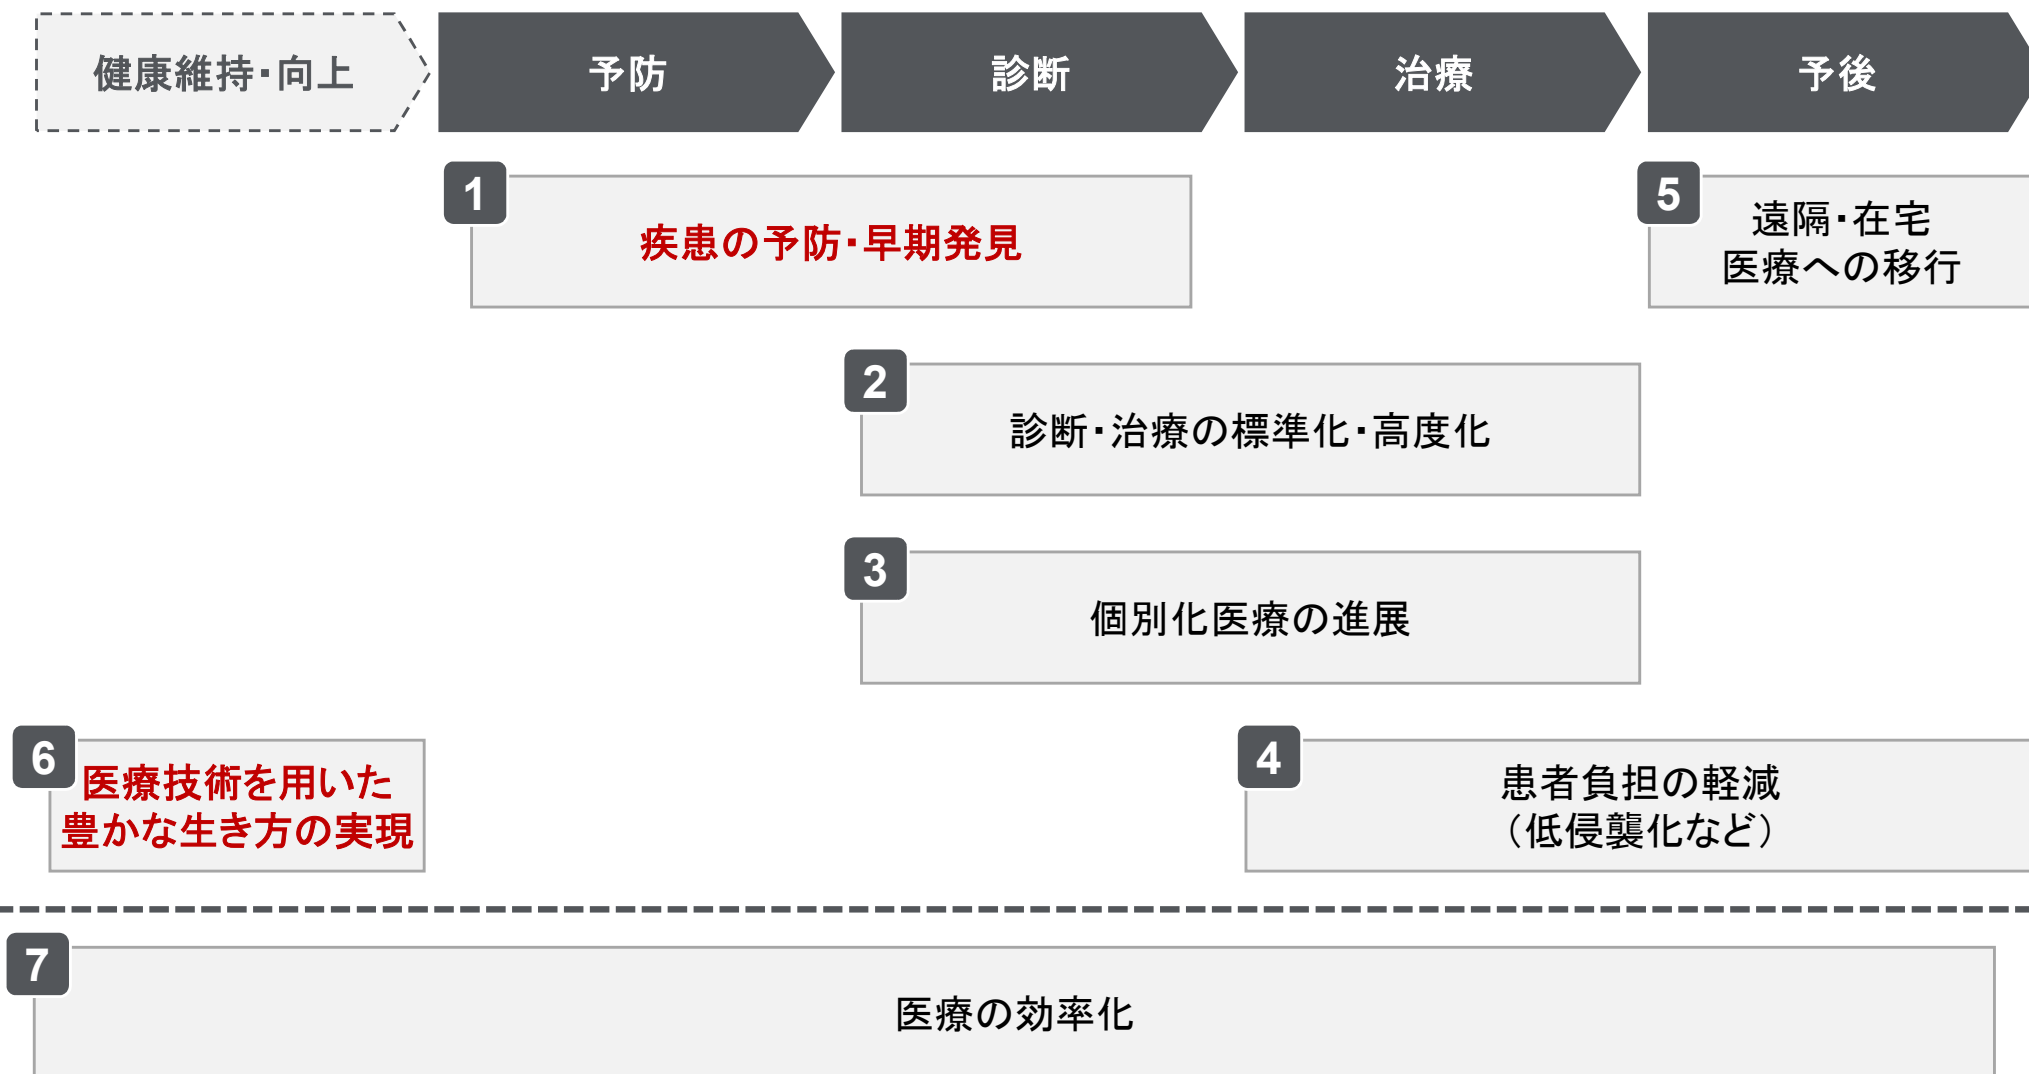 健康維持・向上
予防
診断
治療
予後
1
疾患の予防・早期発見
5
遠隔・在宅
医療への移行
2
診断・治療の標準化・高度化
3
個別化医療の進展
6
医療技術を用いた
豊かな生き方の実現
4
患者負担の軽減
（低侵襲化など）
7
医療の効率化